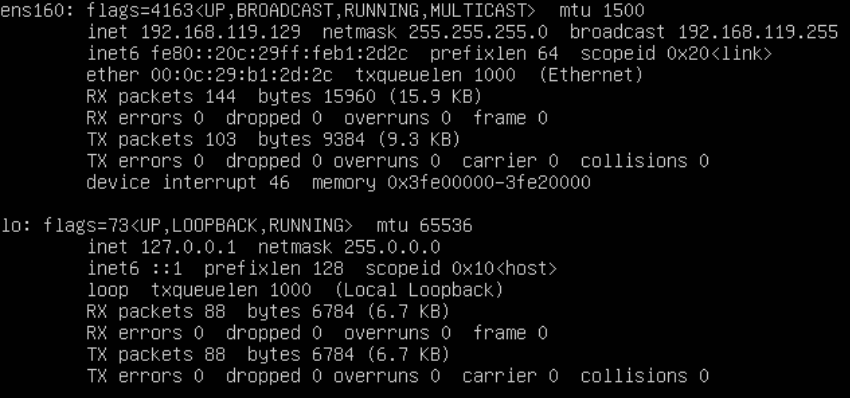 ens160: flags=4163<UP,BROADCAST,RUNNING,MULTICAST>  mtu 1500
        inet 192.168.119.129  netmask 255.255.255.0  broadcast 192.168.119.255
        inet6 fe80::20c:29ff:feb1:2d2c  prefixlen 64  scopeid 0x20<link>
        ether 00:0c:29:b1:2d:2c  txqueuelen 1000  (Ethernet)
        RX packets 144  bytes 15960 (15.9 KB)
        RX errors 0  dropped 0  overruns 0  frame 0
        TX packets 103  bytes 9384 (9.3 KB)
        TX errors 0  dropped 0 overruns 0  carrier 0  collisions 0
        device interrupt 46  memory 0x3fe00000-3fe20000

lo: flags=73<UP,LOOPBACK,RUNNING>  mtu 65536
        inet 127.0.0.1  netmask 255.0.0.0
        inet6 ::1  prefixlen 128  scopeid 0x10<host>
        loop  txqueuelen 1000  (Local Loopback)
        RX packets 88  bytes 6784 (6.7 KB)
        RX errors 0  dropped 0  overruns 0  frame 0
        TX packets 88  bytes 6784 (6.7 KB)
        TX errors 0  dropped 0 overruns 0  carrier 0  collisions 0